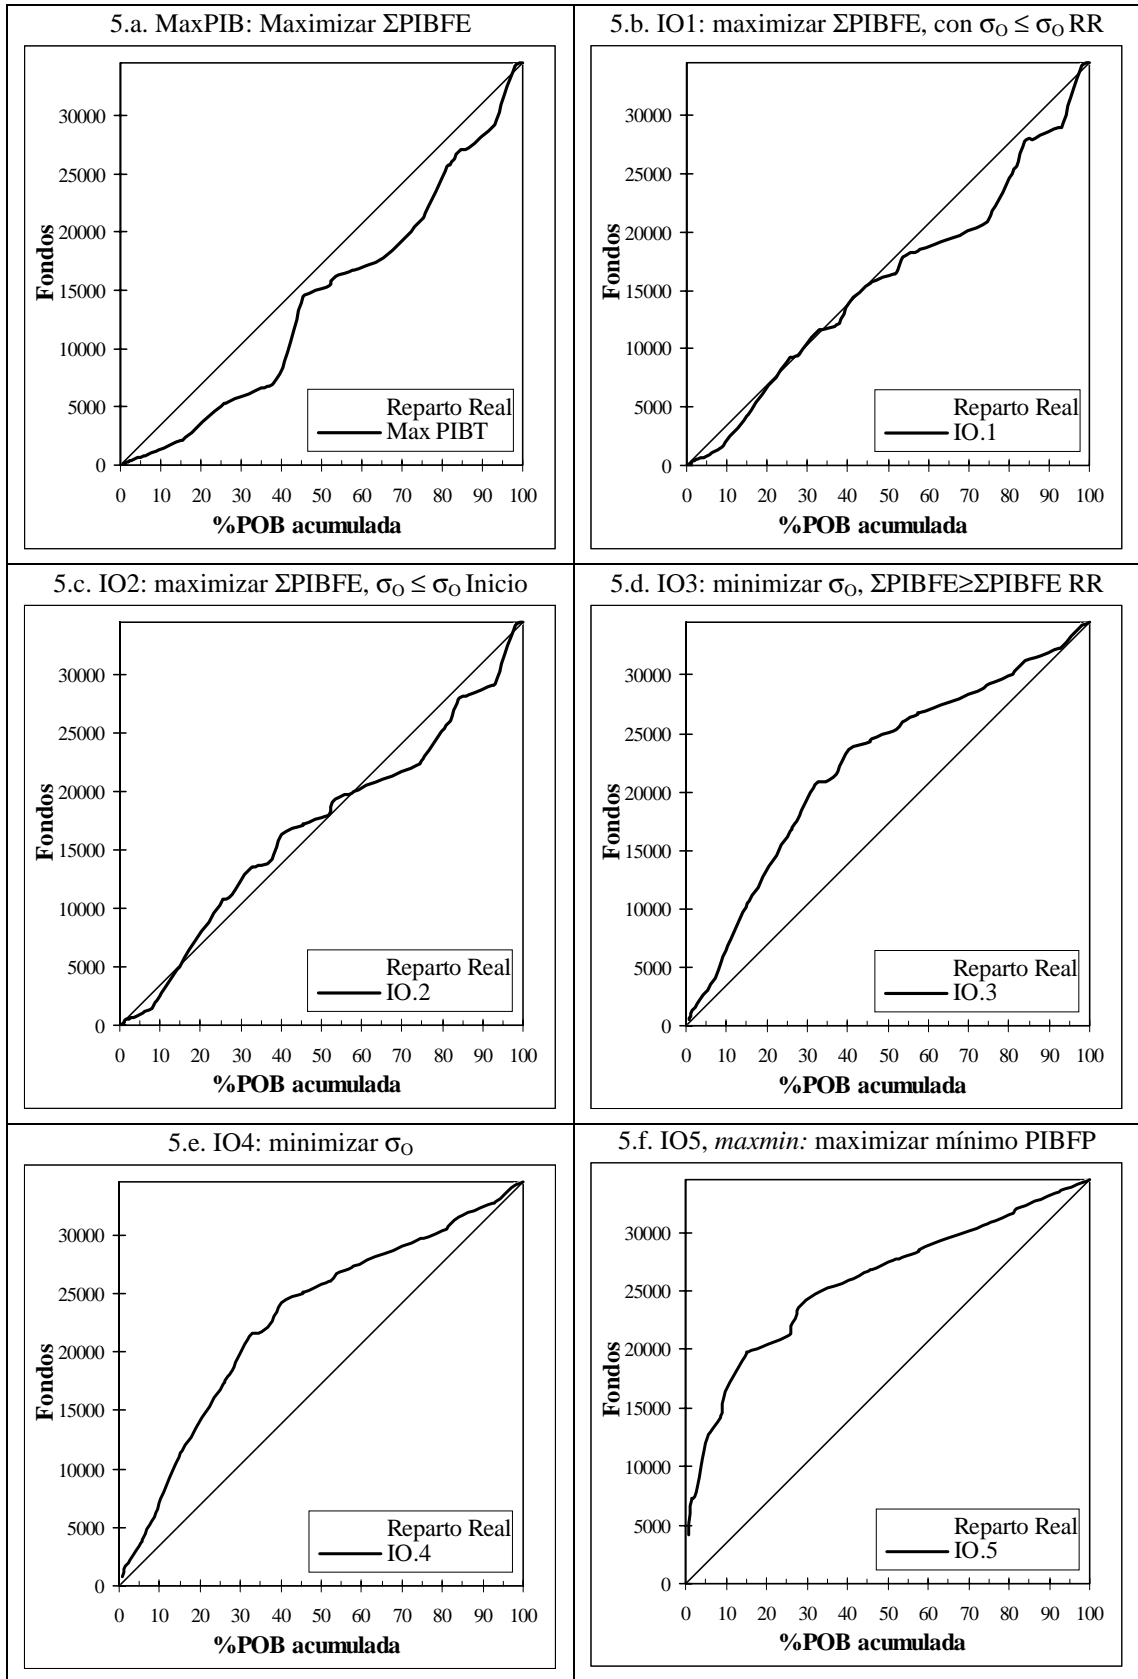 5.a. MaxPIB: Maximizar ΣPIBFE
30000
25000
20000
15000
10000
5000
0
Fondos
Reparto Real
Max PIBT
0 10 20 30 40 50 60 70 80 90 100
%POB acumulada
5.b. IO1: maximizar ΣPIBFE, con σO ≤ σO RR
30000
25000
20000
15000
10000
5000
0
Fondos
Reparto Real
IO.1
0 10 20 30 40 50 60 70 80 90 100
%POB acumulada
5.c. IO2: maximizar ΣPIBFE, σO ≤ σO Inicio
30000
25000
20000
15000
10000
5000
0
Fondos
Reparto Real
IO.2
0 10 20 30 40 50 60 70 80 90 100
%POB acumulada
5.d. IO3: minimizar σO, ΣPIBFE≥ΣPIBFE RR
30000
25000
20000
15000
10000
5000
0
Fondos
Reparto Real
IO.3
0 10 20 30 40 50 60 70 80 90 100
%POB acumulada
5.e. IO4: minimizar σO
30000
25000
20000
15000
10000
5000
0
Fondos
Reparto Real
IO.4
0 10 20 30 40 50 60 70 80 90 100
%POB acumulada
5.f. IO5, maxmin: maximizar mínimo PIBFP
30000
25000
20000
15000
10000
5000
0
Fondos
Reparto Real
IO.5
0 10 20 30 40 50 60 70 80 90 100
%POB acumulada